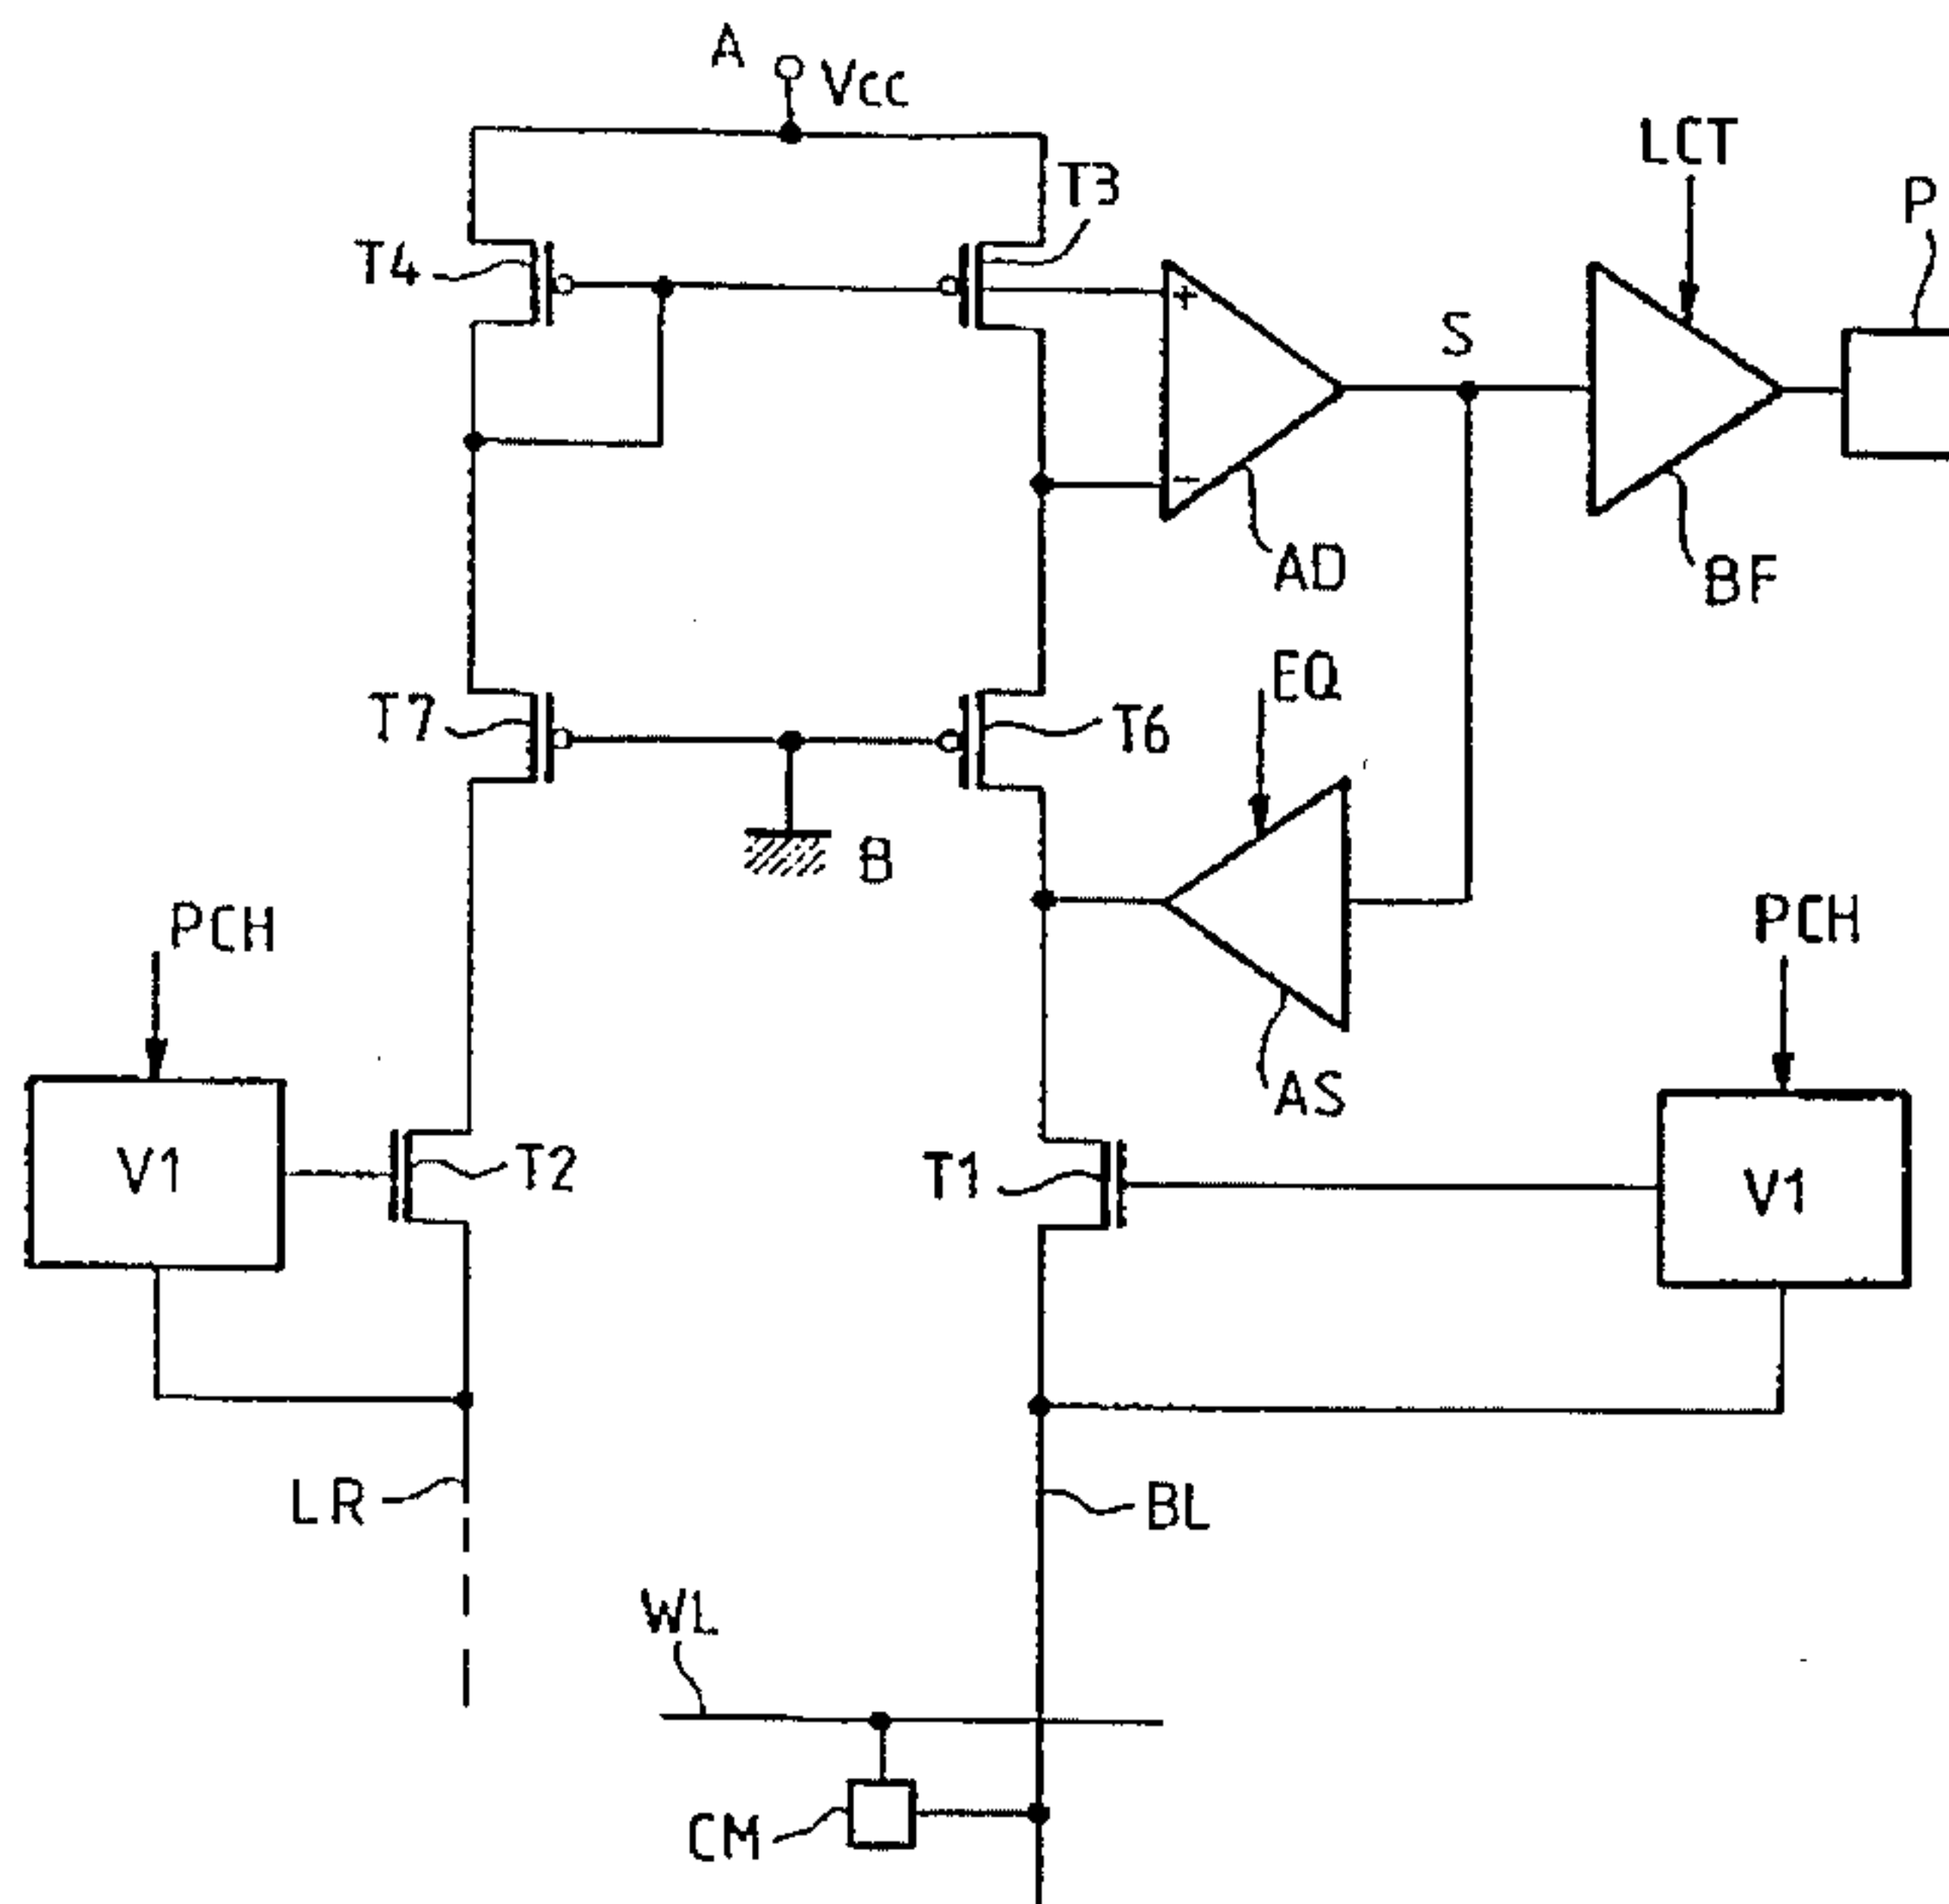 A
Vcc
LCT
P
T3
T4
+
S
-
AD
BF
T7
T6
EQ
B
PCH
PCH
AS
V1
T2
T1
V1
LR
BL
WL
CM